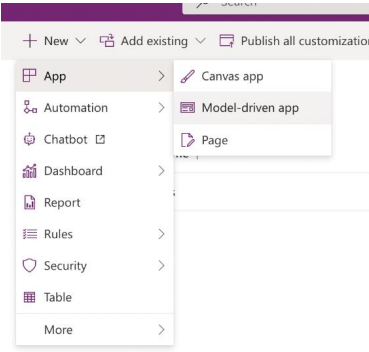 Search
New Add existing Publish all customizatio
App
Canvas app
Automation
Model-driven app
Chatbot
Page
Dashboard
Report
Rules
Security
Table
More